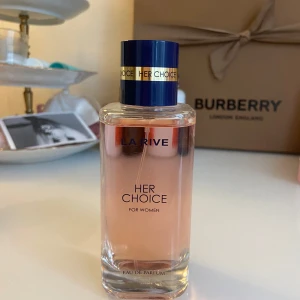 HER CHOICE
BURBERRY
LONDON ENGLAND
LA RIVE
HER
CHOICE
FOR WOMEN
EAU DE PARFUM